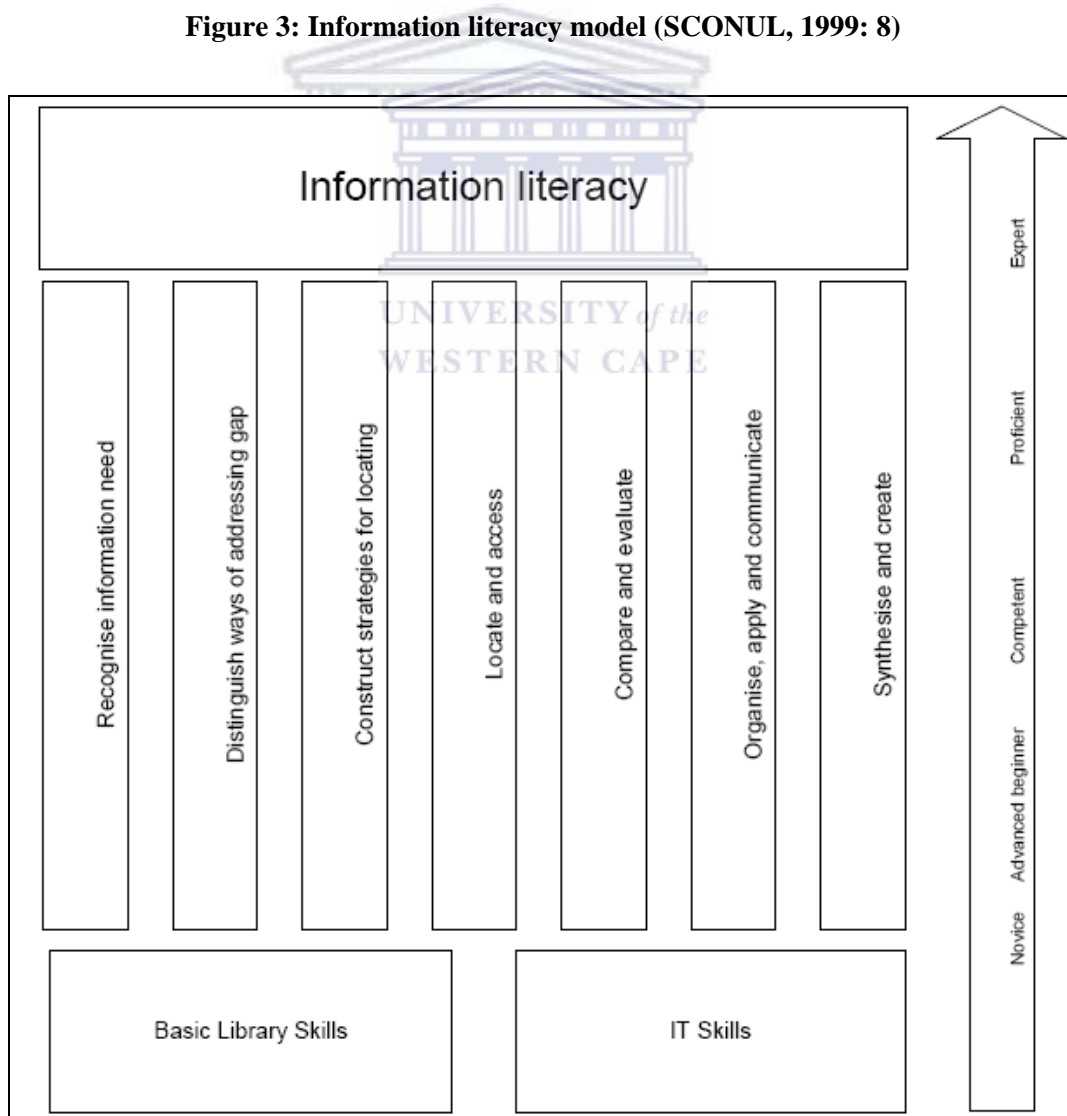 Figure 3: Information literacy model (SCONUL, 1999: 8)
Information literacy
UNIVERSITY of the
WESTERN CAPE
Recognise information need
Distinguish ways of addressing gap
Construct strategies for locating
Locate and access
Compare and evaluate
Organise, apply and communicate
Synthesise and create
Expert
Proficient
Competent
Advanced beginner
Novice
Basic Library Skills
IT Skills